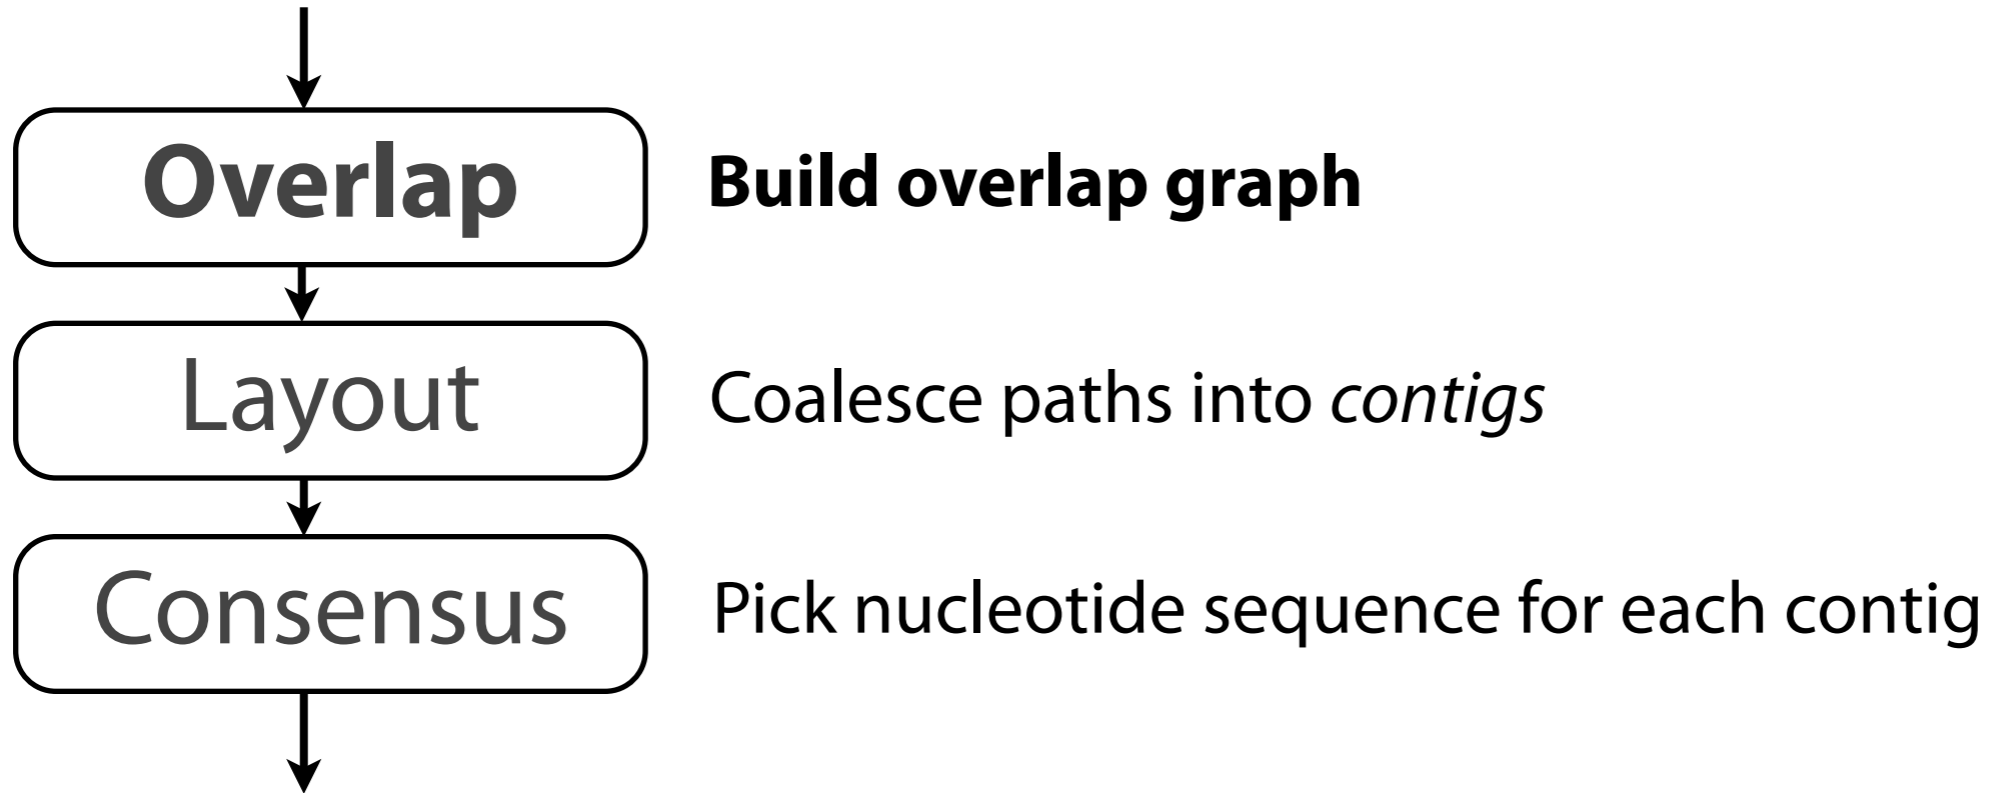 Overlap
Build overlap graph
Layout
Coalesce paths into contigs
Consensus
Pick nucleotide sequence for each contig